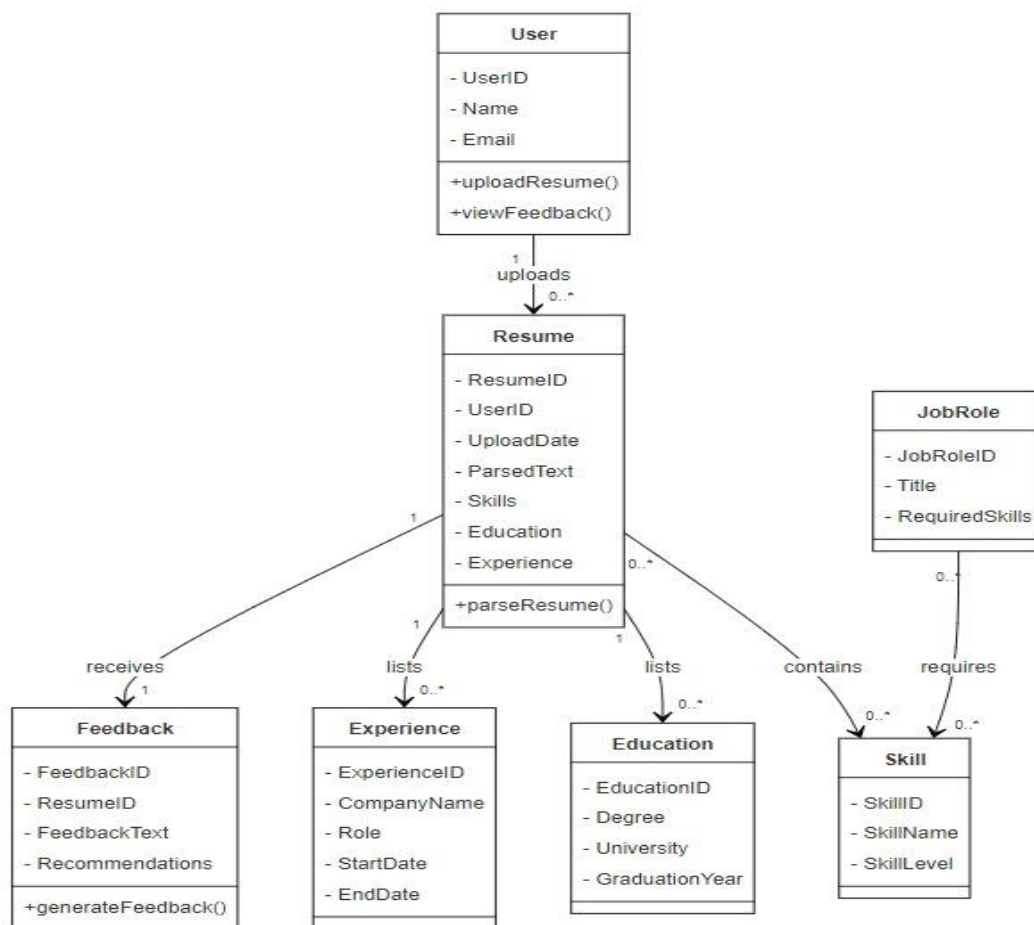 User
- UserID
- Name
- Email
+uploadResume()
+viewFeedback()
1
uploads
0..*
Resume
- ResumeID
- UserID
- UploadDate
- ParsedText
- Skills
- Education
- Experience
+parseResume()
JobRole
- JobRoleID
- Title
- RequiredSkills
1
receives
1
1
lists
0..*
1
lists
0..*
0..*
contains
0..*
0..*
requires
0..*
Feedback
- FeedbackID
- ResumeID
- FeedbackText
- Recommendations
+generateFeedback()
Experience
- ExperienceID
- CompanyName
- Role
- StartDate
- EndDate
Education
- EducationID
- Degree
- University
- GraduationYear
Skill
- SkillID
- SkillName
- SkillLevel